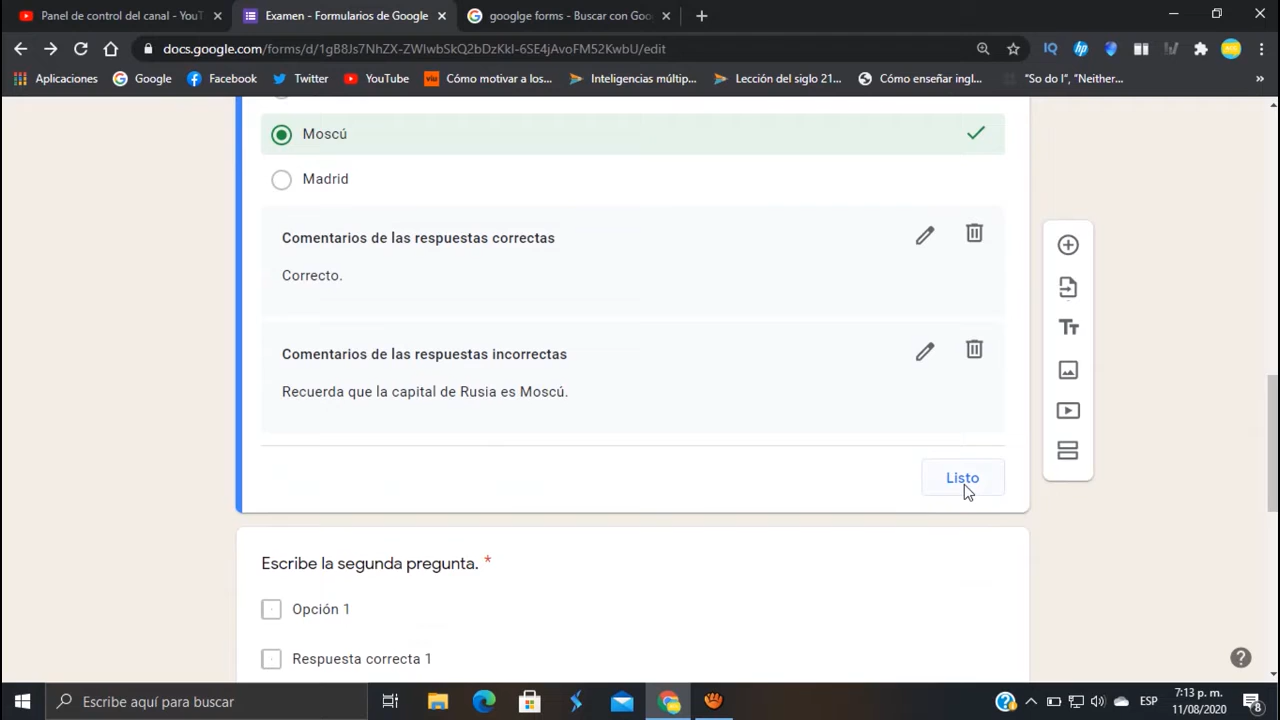 Panel de control del canal - YouT
Examen - Formularios de Google
googlge forms - Buscar con Goo
docs.google.com/forms/d/1gB8Js7NhZX-ZWlwbSkQ2bDzKkI-6SE4jAvoFM52KwbU/edit
Aplicaciones
Google
Facebook
Twitter
YouTube
viu
Cómo motivar a los...
Inteligencias múltip...
Lección del siglo 21...
Cómo enseñar ingl...
"So do I", "Neither...
»
Moscú
Madrid
Comentarios de las respuestas correctas
Correcto.
Comentarios de las respuestas incorrectas
Recuerda que la capital de Rusia es Moscú.
Listo
Escribe la segunda pregunta. *
Opción 1
Respuesta correcta 1
Escribe aquí para buscar
ESP
7:13 p. m.
11/08/2020
8